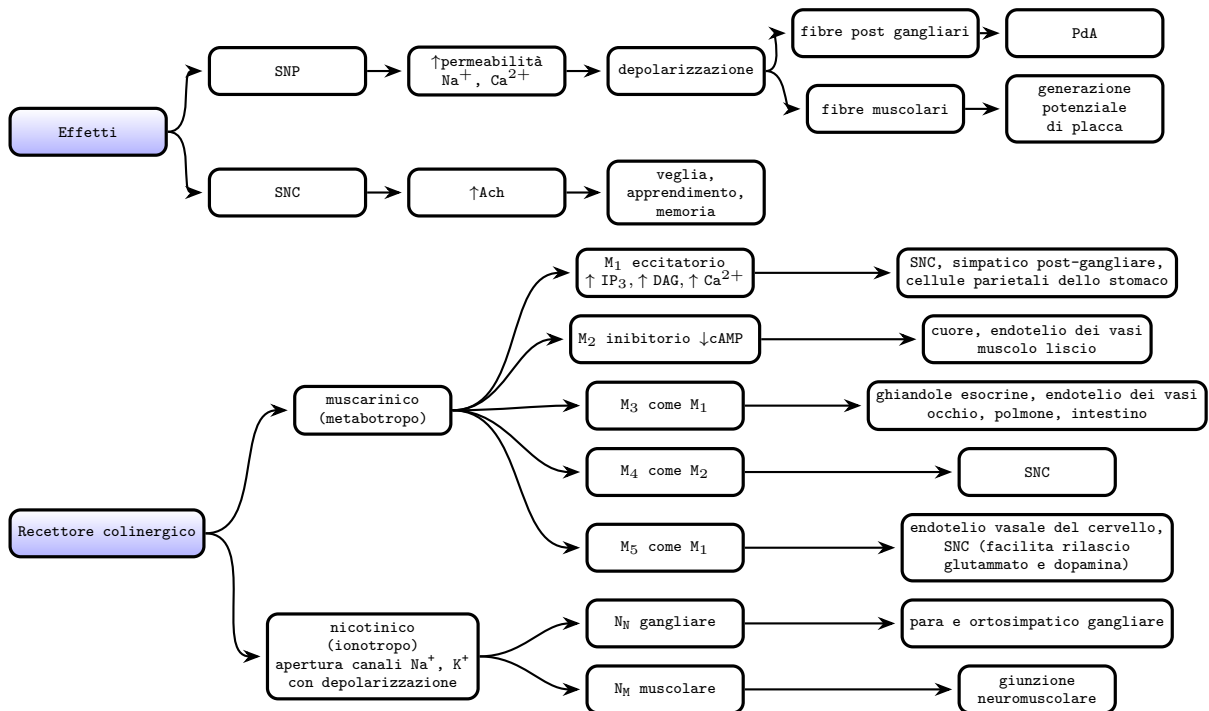 Effetti
SNP
↑permeabilità
Na⁺, Ca²⁺
depolarizzazione
fibre post gangliari
PdA
fibre muscolari
generazione
potenziale
di placca
SNC
↑Ach
veglia,
apprendimento,
memoria
Recettore colinergico
muscarinico
(metabotropo)
M₁ eccitatorio
↑ IP₃, ↑ DAG, ↑ Ca²⁺
SNC, simpatico post-gangliare,
cellule parietali dello stomaco
M₂ inibitorio ↓cAMP
cuore, endotelio dei vasi
muscolo liscio
M₃ come M₁
ghiandole esocrine, endotelio dei vasi
occhio, polmone, intestino
M₄ come M₂
SNC
M₅ come M₁
endotelio vasale del cervello,
SNC (facilita rilascio
glutammato e dopamina)
nicotinico
(ionotropo)
apertura canali Na⁺, K⁺
con depolarizzazione
N_N gangliare
para e ortosimpatico gangliare
N_M muscolare
giunzione
neuromuscolare